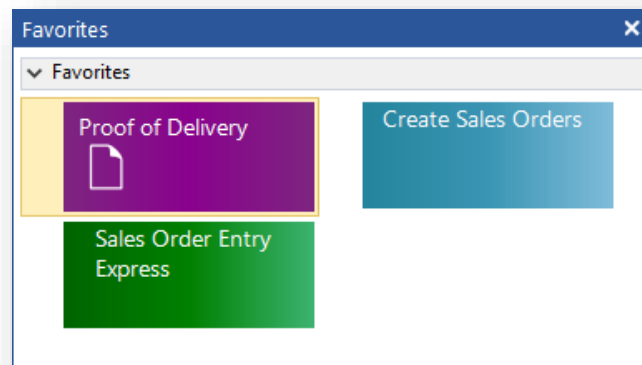 Favorites
Favorites
Proof of Delivery
Create Sales Orders
Sales Order Entry
Express